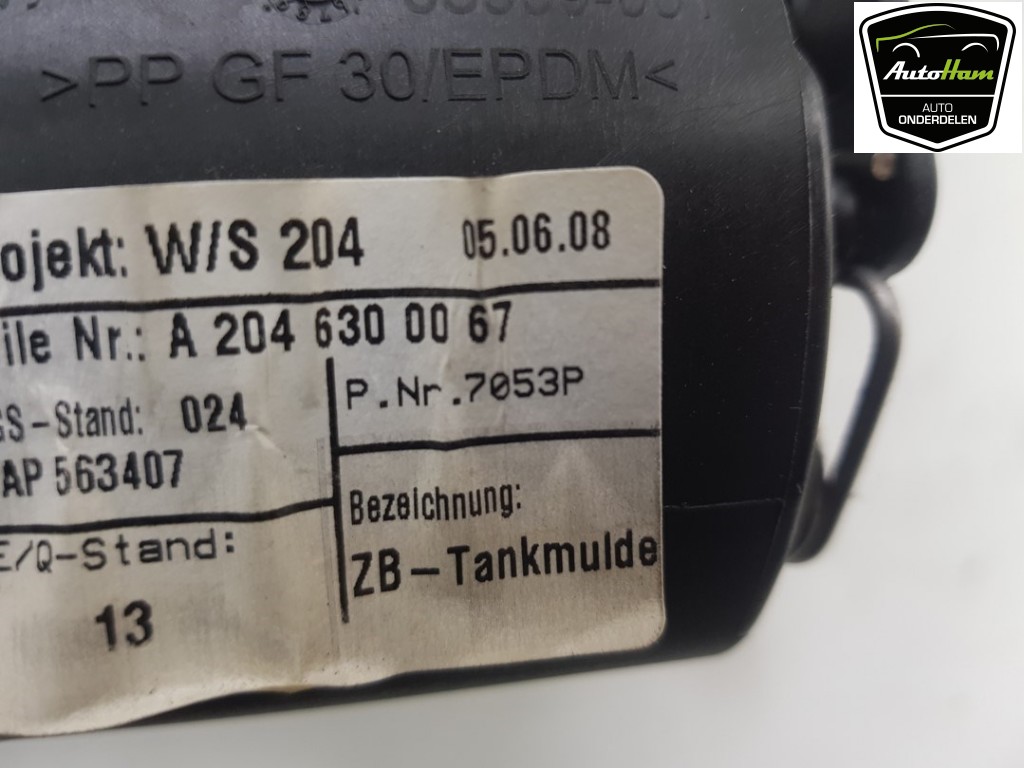 >PP GF 30/EPDM<
AutoHam
AUTO
ONDERDELEN
ojekt: W/S 204 05.06.08
ile Nr.: A 204 630 00 67
GS-Stand: 024
P.Nr.7053P
AP 563407
Bezeichnung:
E/Q-Stand:
ZB-Tankmulde
13